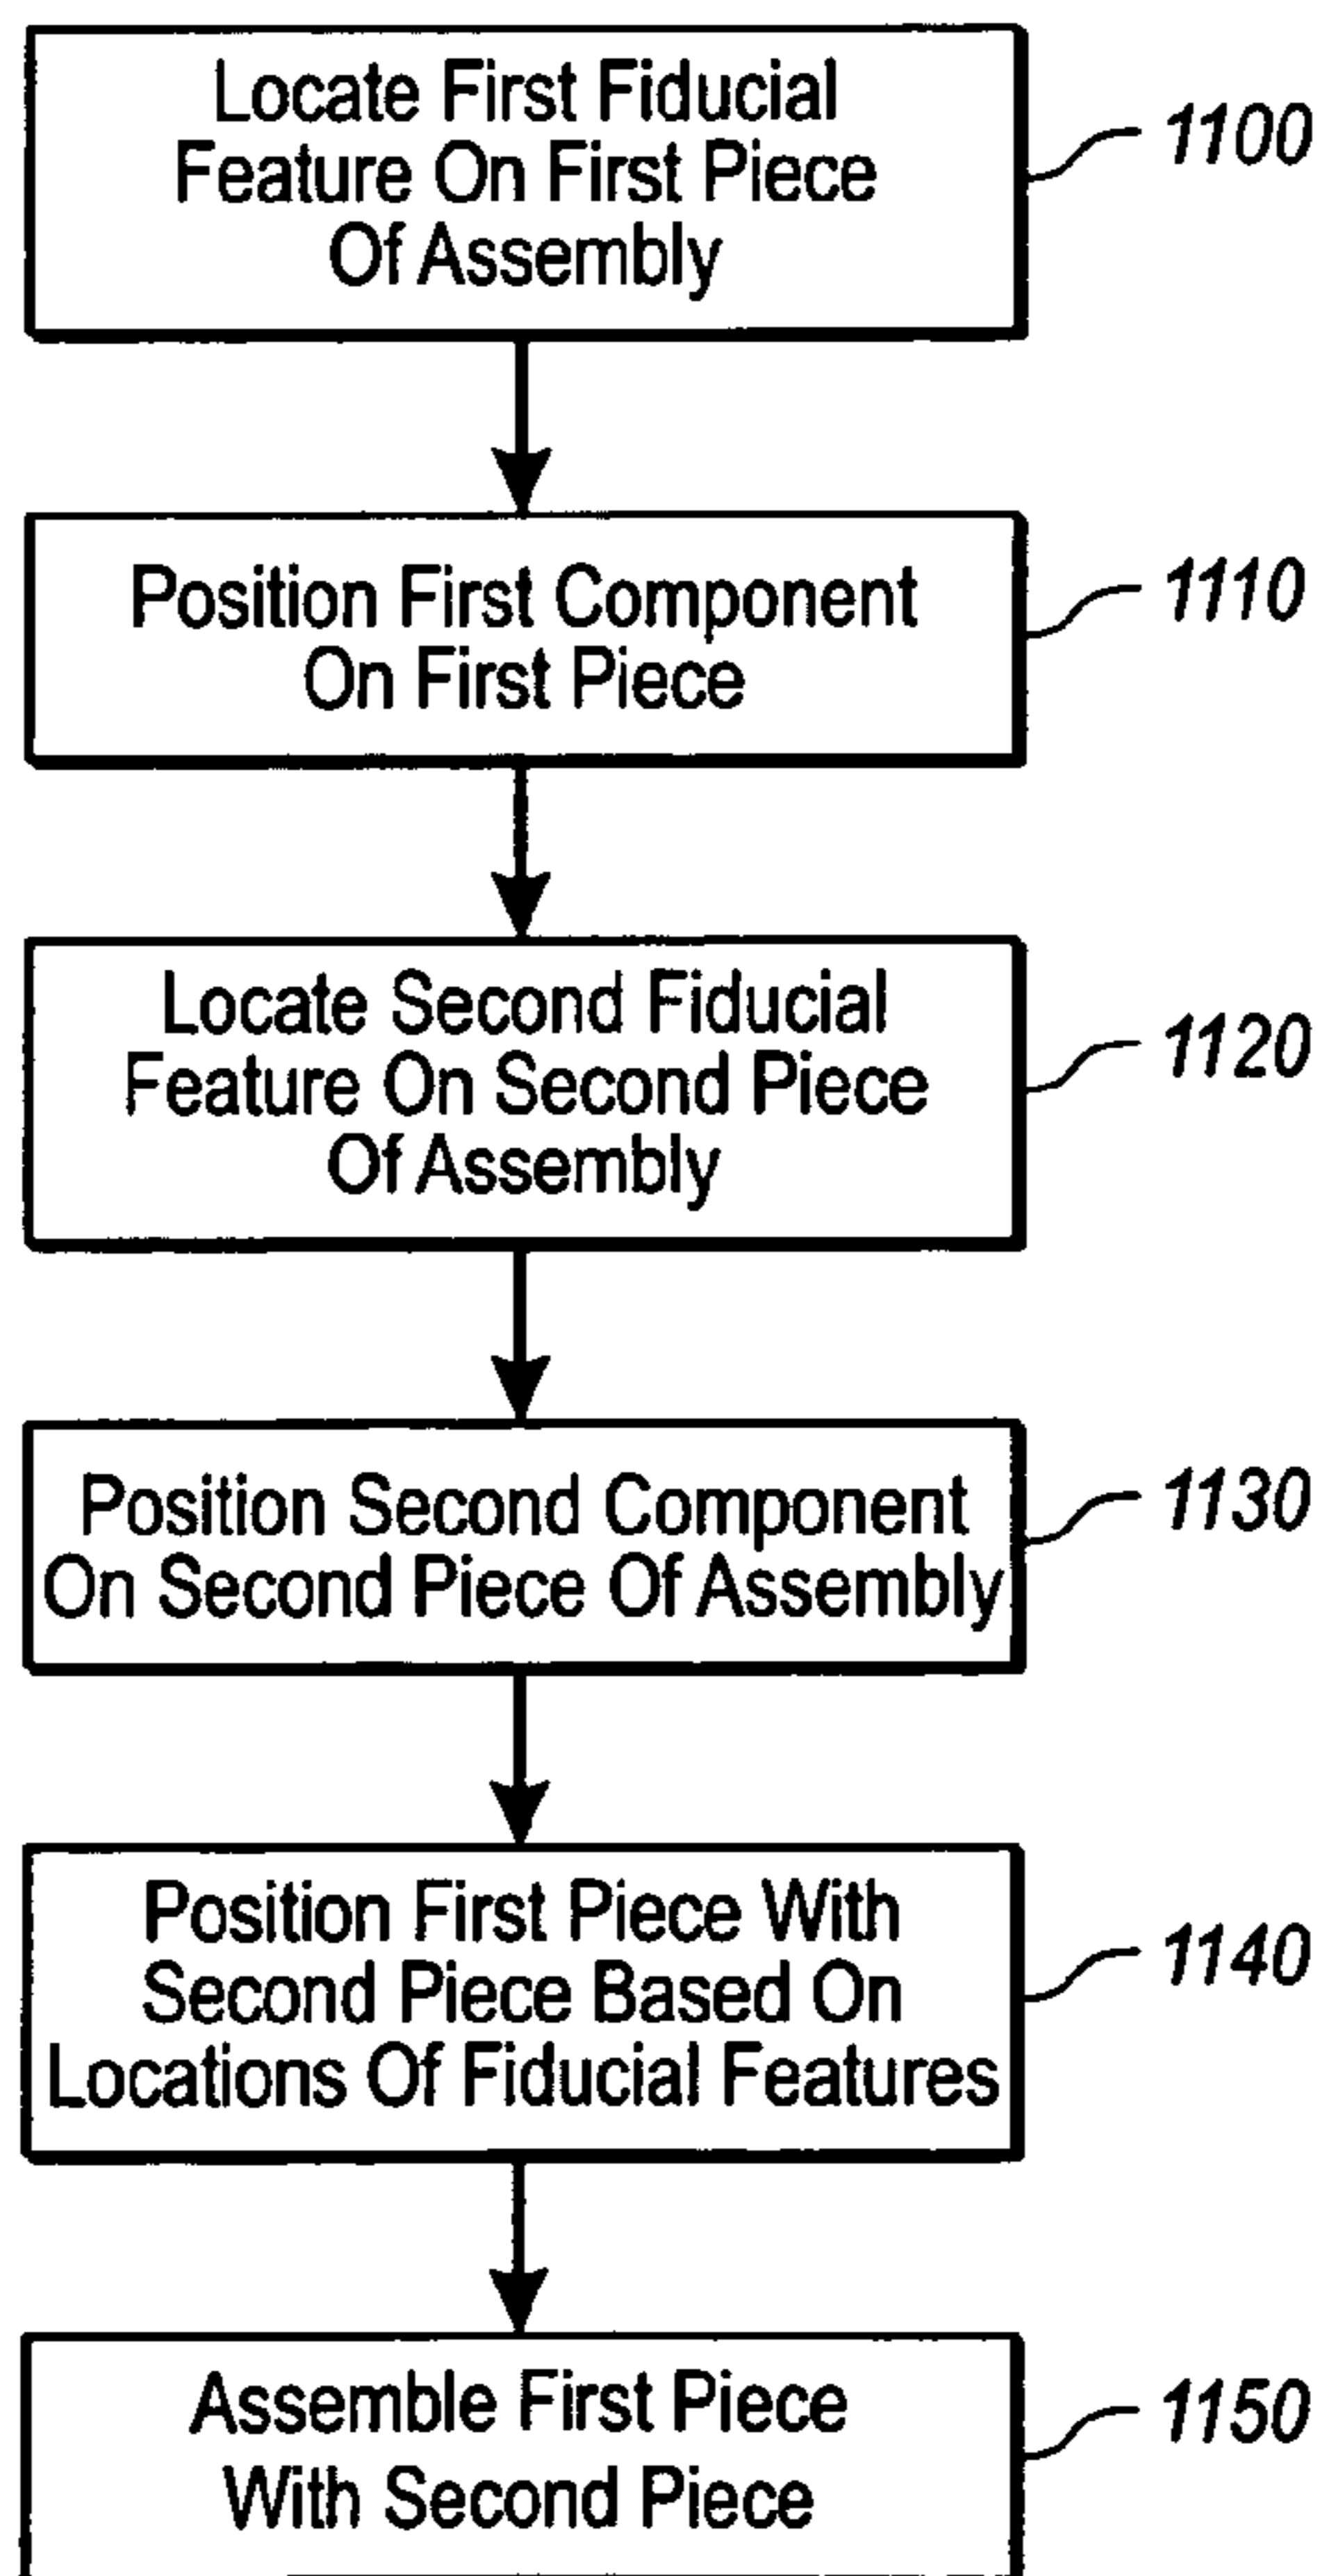 Locate First Fiducial
Feature On First Piece
Of Assembly
1100
Position First Component
On First Piece
1110
Locate Second Fiducial
Feature On Second Piece
Of Assembly
1120
Position Second Component
On Second Piece Of Assembly
1130
Position First Piece With
Second Piece Based On
Locations Of Fiducial Features
1140
Assemble First Piece
With Second Piece
1150